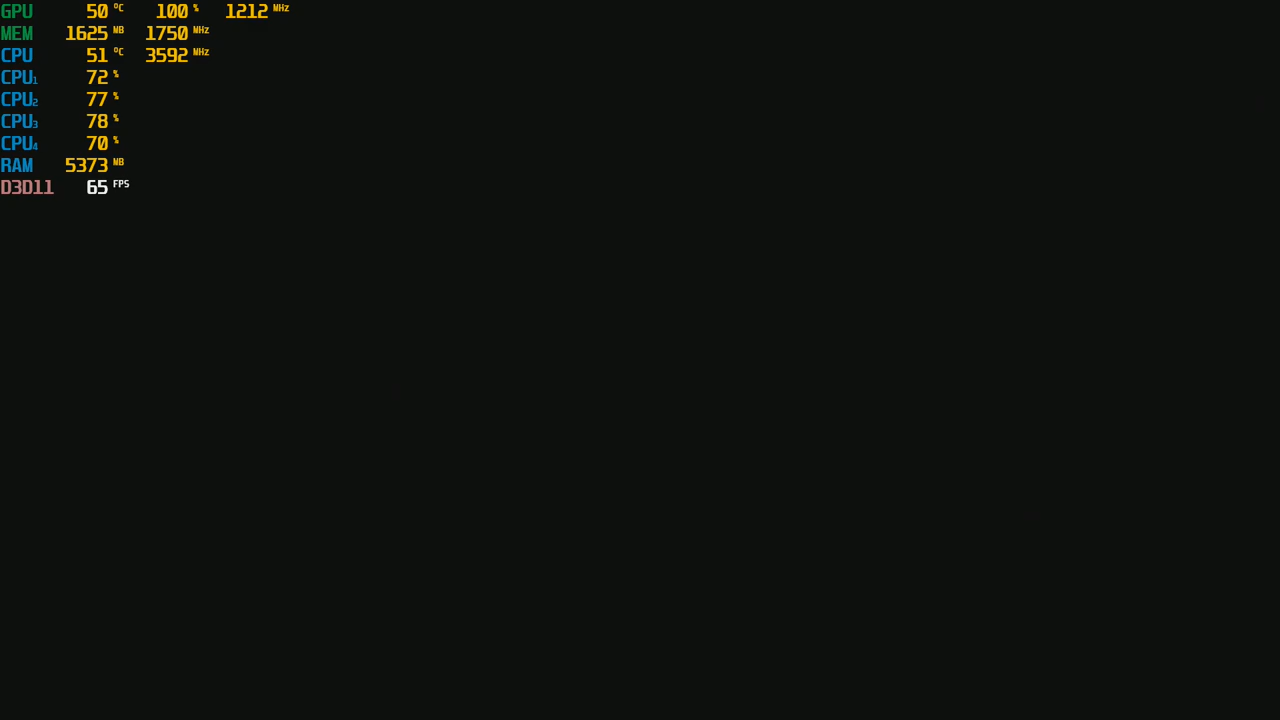 GPU 50 °C 100 % 1212 MHz
MEM 1625 MB 1750 MHz
CPU 51 °C 3592 MHz
CPU1 72 %
CPU2 77 %
CPU3 78 %
CPU4 70 %
RAM 5373 MB
D3D11 65 FPS